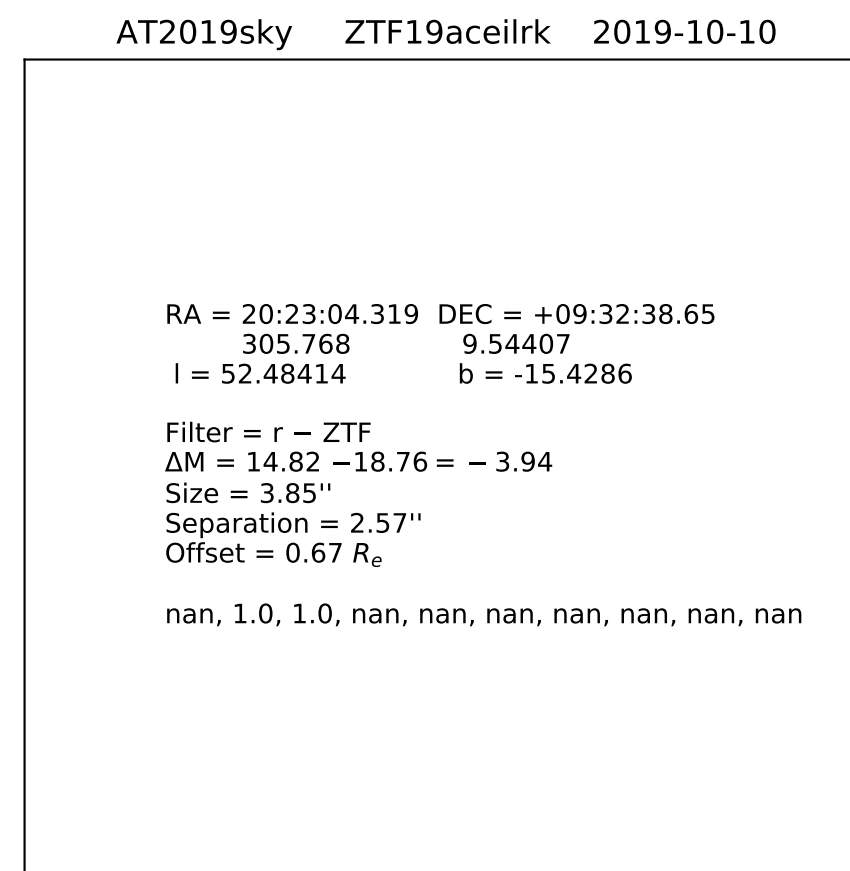 AT2019sky ZTF19aceilrk 2019-10-10
RA = 20:23:04.319 DEC = +09:32:38.65
305.768 9.54407
l = 52.48414 b = -15.4286
Filter = r − ZTF
ΔM = 14.82 −18.76 = − 3.94
Size = 3.85''
Separation = 2.57''
Offset = 0.67 Re
nan, 1.0, 1.0, nan, nan, nan, nan, nan, nan, nan